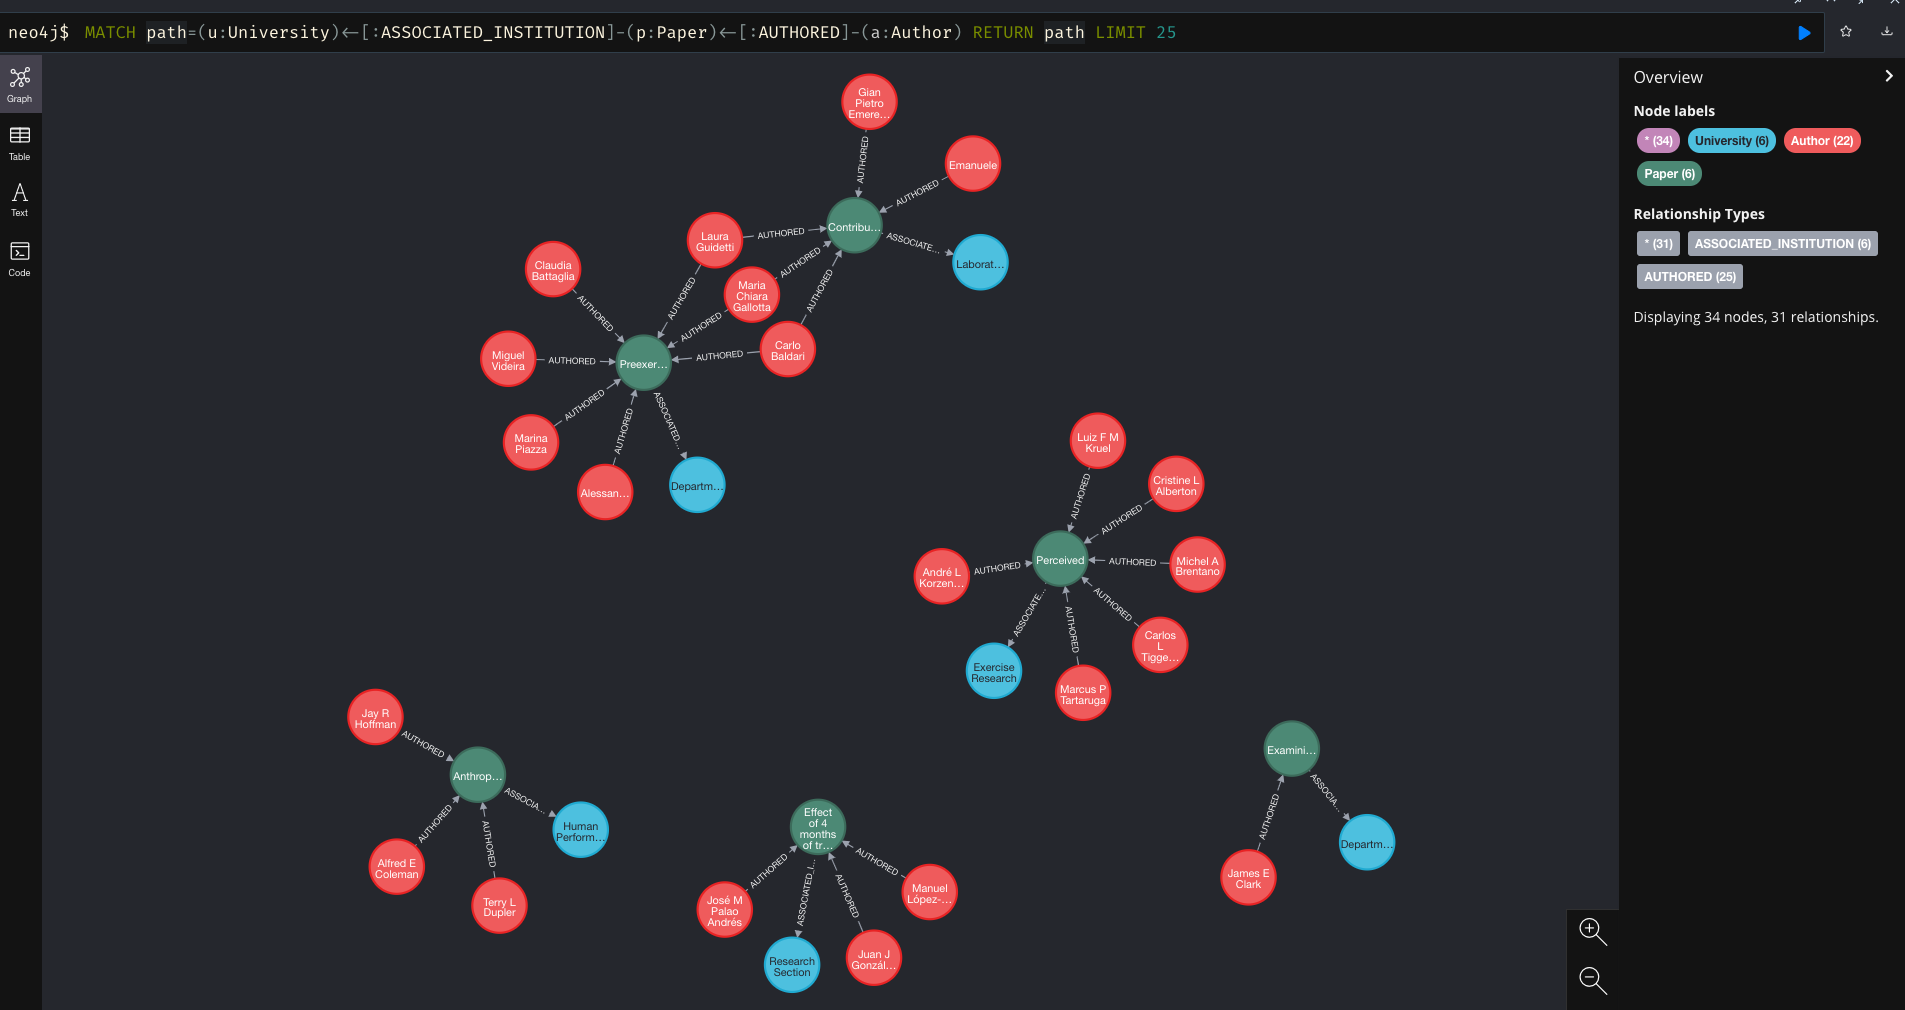 neo4j$ MATCH path=(u:University)<-[:ASSOCIATED_INSTITUTION]-(p:Paper)<-[:AUTHORED]-(a:Author) RETURN path LIMIT 25
Graph
Table
Text
Code
Gian
Pietro
Emere...
AUTHORED
Emanuele
AUTHORED
Contribu...
ASSOCIATE...
Laborat...
Laura
Guidetti
AUTHORED
AUTHORED
Maria
Chiara
Gallotta
AUTHORED
AUTHORED
Carlo
Baldari
AUTHORED
AUTHORED
Claudia
Battaglia
AUTHORED
Miguel
Videira
AUTHORED
Preexer...
Marina
Piazza
AUTHORED
Alessan...
AUTHORED
ASSOCIATED...
Departm...
Luiz F M
Kruel
AUTHORED
Cristine L
Alberton
AUTHORED
Perceived
Michel A
Brentano
AUTHORED
André L
Korzen...
AUTHORED
Carlos
L
Tigge...
AUTHORED
Marcus P
Tartaruga
AUTHORED
ASSOCIATE...
Exercise
Research
Jay R
Hoffman
AUTHORED
Anthrop...
ASSOCIA...
Human
Perform...
Alfred E
Coleman
AUTHORED
Terry L
Dupler
AUTHORED
Effect
of 4
months
of tr...
José M
Palao
Andrés
AUTHORED
ASSOCIATED_I...
Research
Section
Juan J
Gonzál...
AUTHORED
Manuel
López-...
AUTHORED
Examini...
ASSOCIA...
Departm...
James E
Clark
AUTHORED
Overview
Node labels
* (34) University (6) Author (22)
Paper (6)
Relationship Types
* (31) ASSOCIATED_INSTITUTION (6)
AUTHORED (25)
Displaying 34 nodes, 31 relationships.